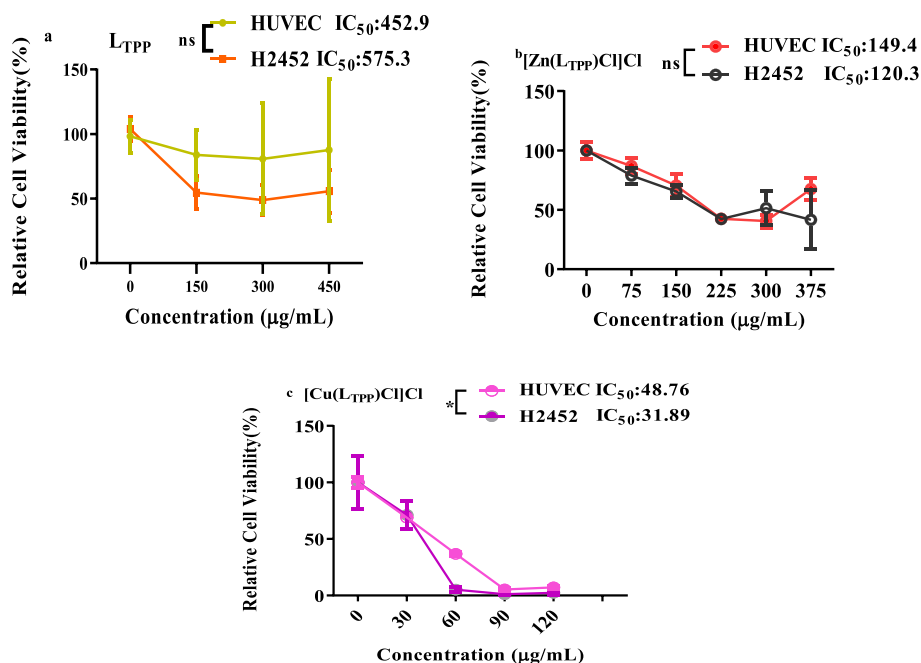 a
L_TPP
ns
HUVEC IC50:452.9
H2452 IC50:575.3
Relative Cell Viability(%)
150
100
50
0
0 150 300 450
Concentration (μg/mL)
b [Zn(L_TPP)Cl]Cl
ns
HUVEC IC50:149.4
H2452 IC50:120.3
Relative Cell Viability(%)
150
100
50
0
0 75 150 225 300 375
Concentration (μg/mL)
c [Cu(L_TPP)Cl]Cl
*
HUVEC IC50:48.76
H2452 IC50:31.89
Relative Cell Viability(%)
150
100
50
0
0 30 60 90 120
Concentration (μg/mL)